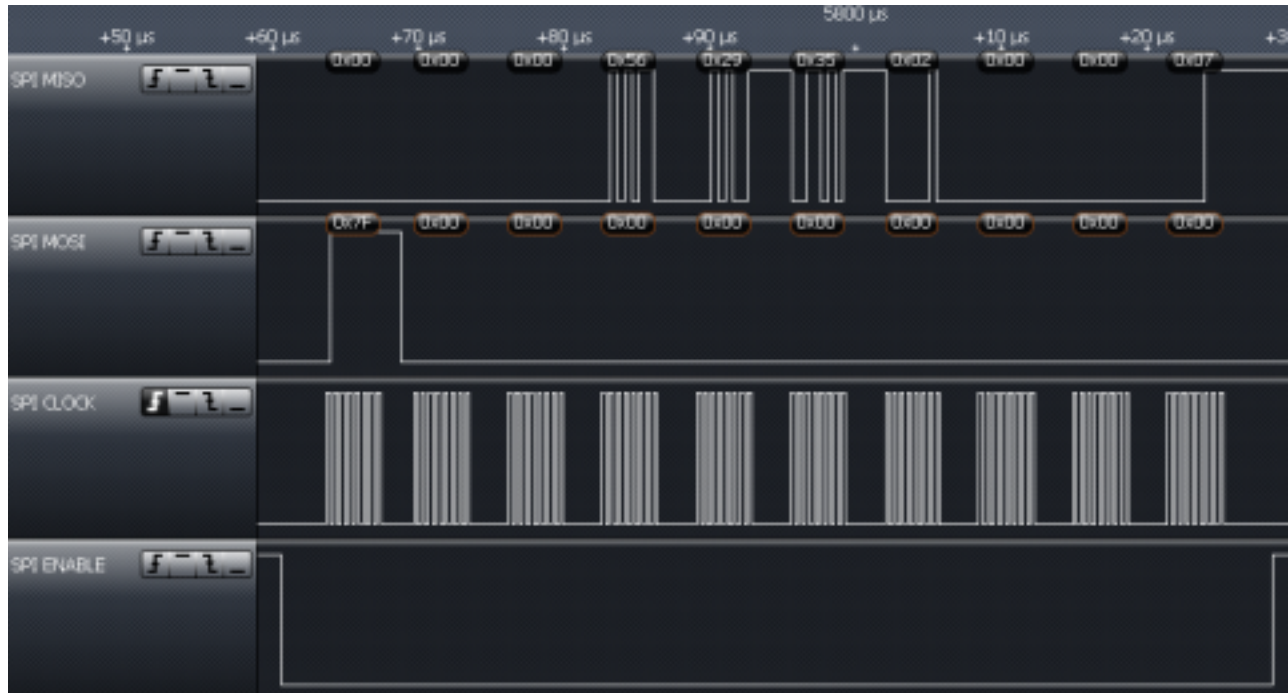 5800 µs
+50 µs +60 µs +70 µs +80 µs +90 µs +10 µs +20 µs
SPI MISO 0x00 0x00 0x00 0x56 0x29 0x35 0x02 0x00 0x00 0x07
SPI MOSI 0x7F 0x00 0x00 0x00 0x00 0x00 0x00 0x00 0x00 0x00
SPI CLOCK
SPI ENABLE